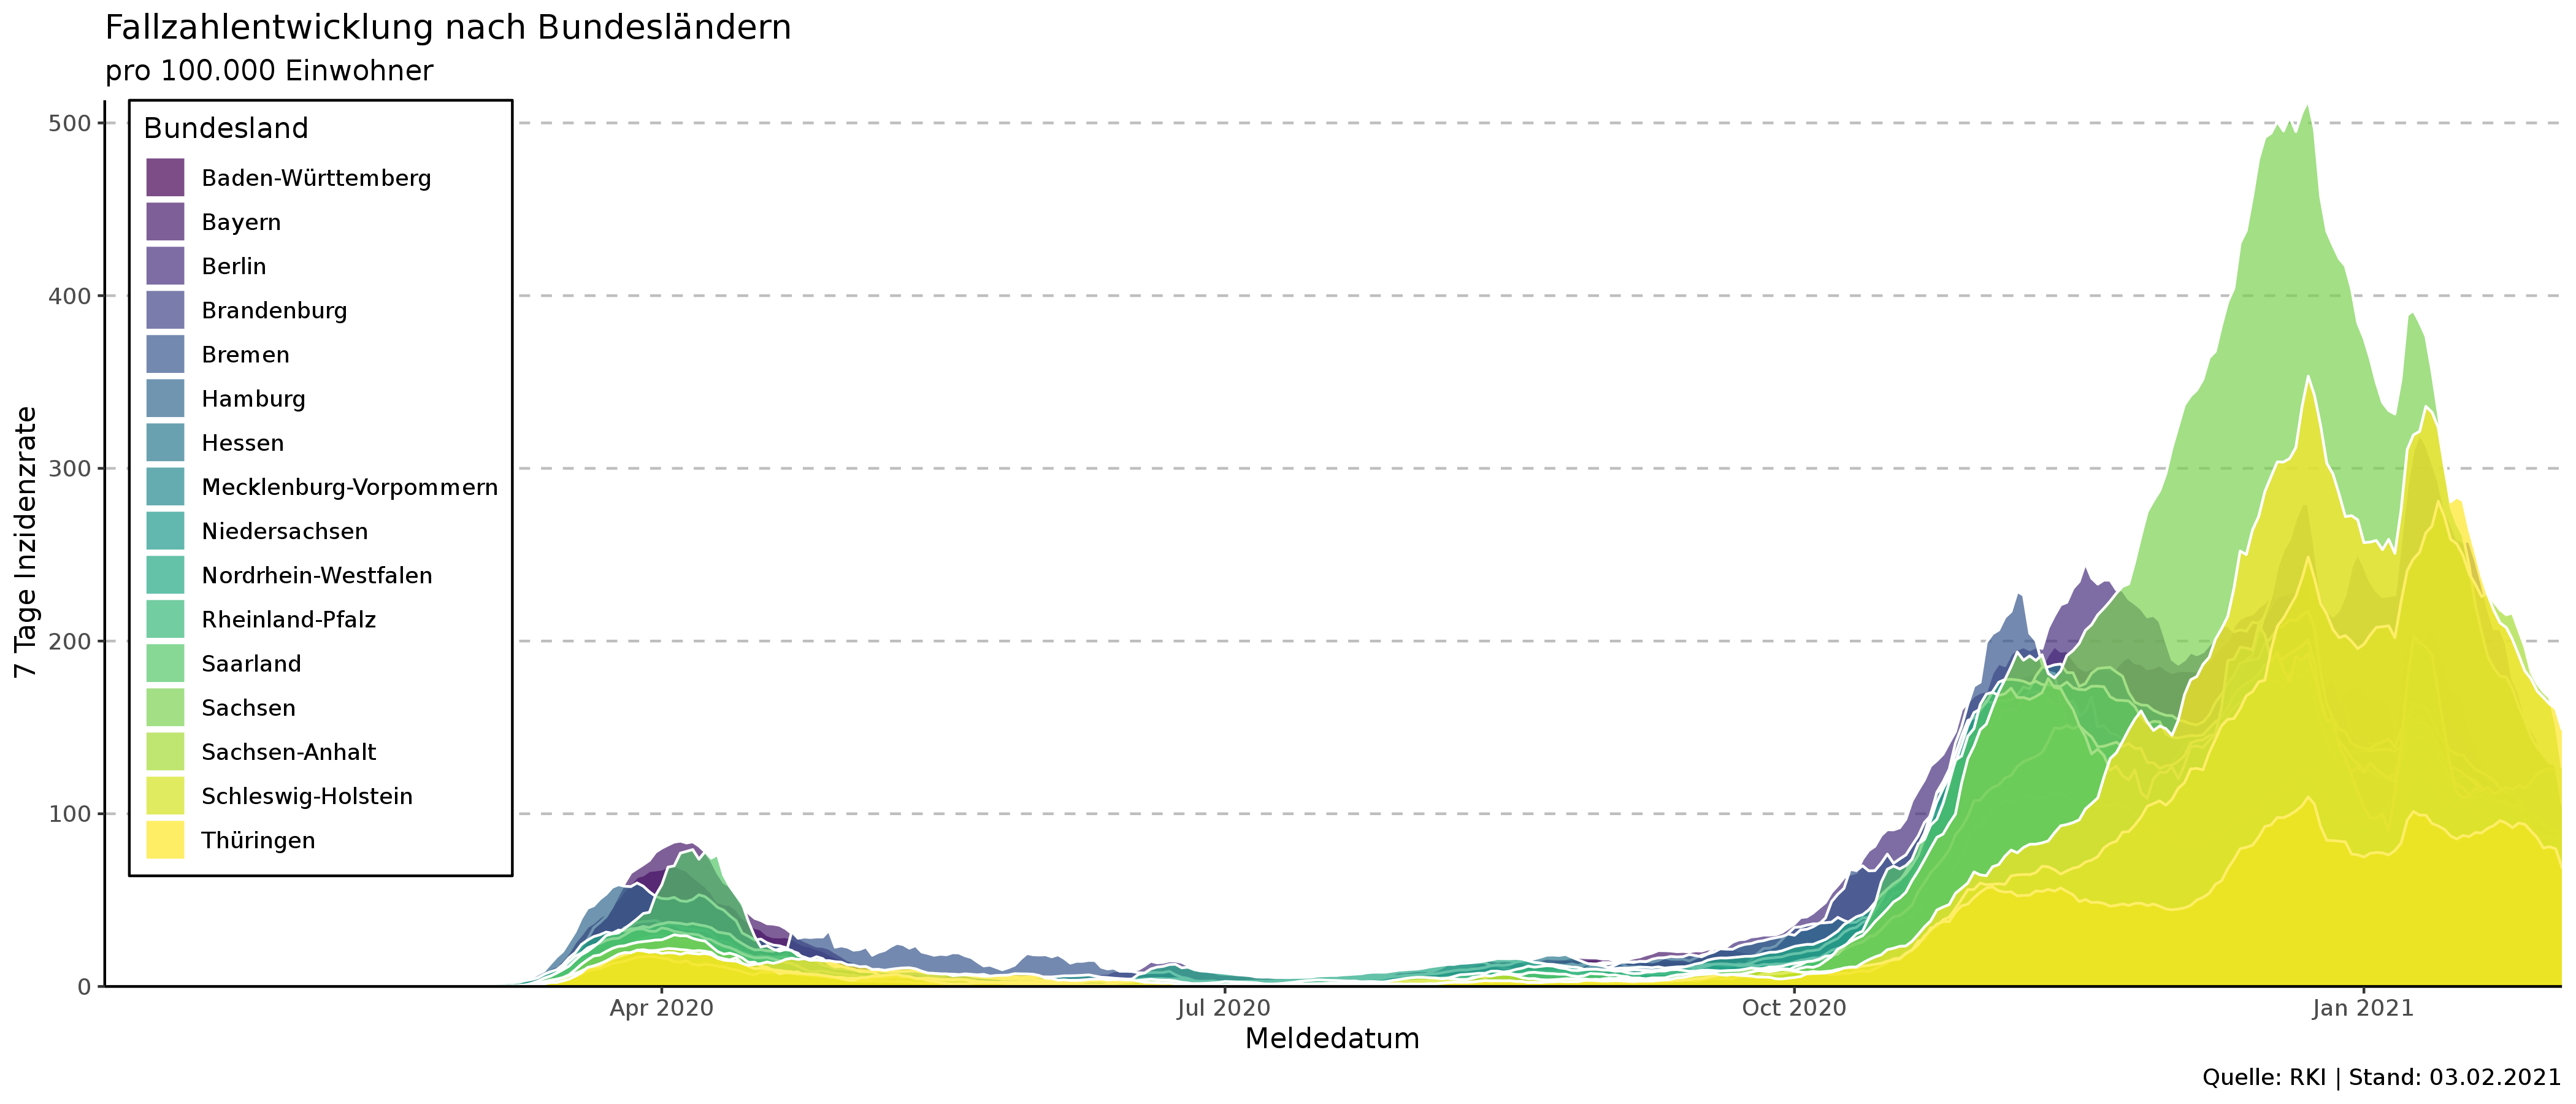 Fallzahlentwicklung nach Bundesländern
pro 100.000 Einwohner
7 Tage Inzidenzrate
500
400
300
200
100
0
Bundesland
Baden-Württemberg
Bayern
Berlin
Brandenburg
Bremen
Hamburg
Hessen
Mecklenburg-Vorpommern
Niedersachsen
Nordrhein-Westfalen
Rheinland-Pfalz
Saarland
Sachsen
Sachsen-Anhalt
Schleswig-Holstein
Thüringen
Apr 2020
Jul 2020
Oct 2020
Jan 2021
Meldedatum
Quelle: RKI | Stand: 03.02.2021